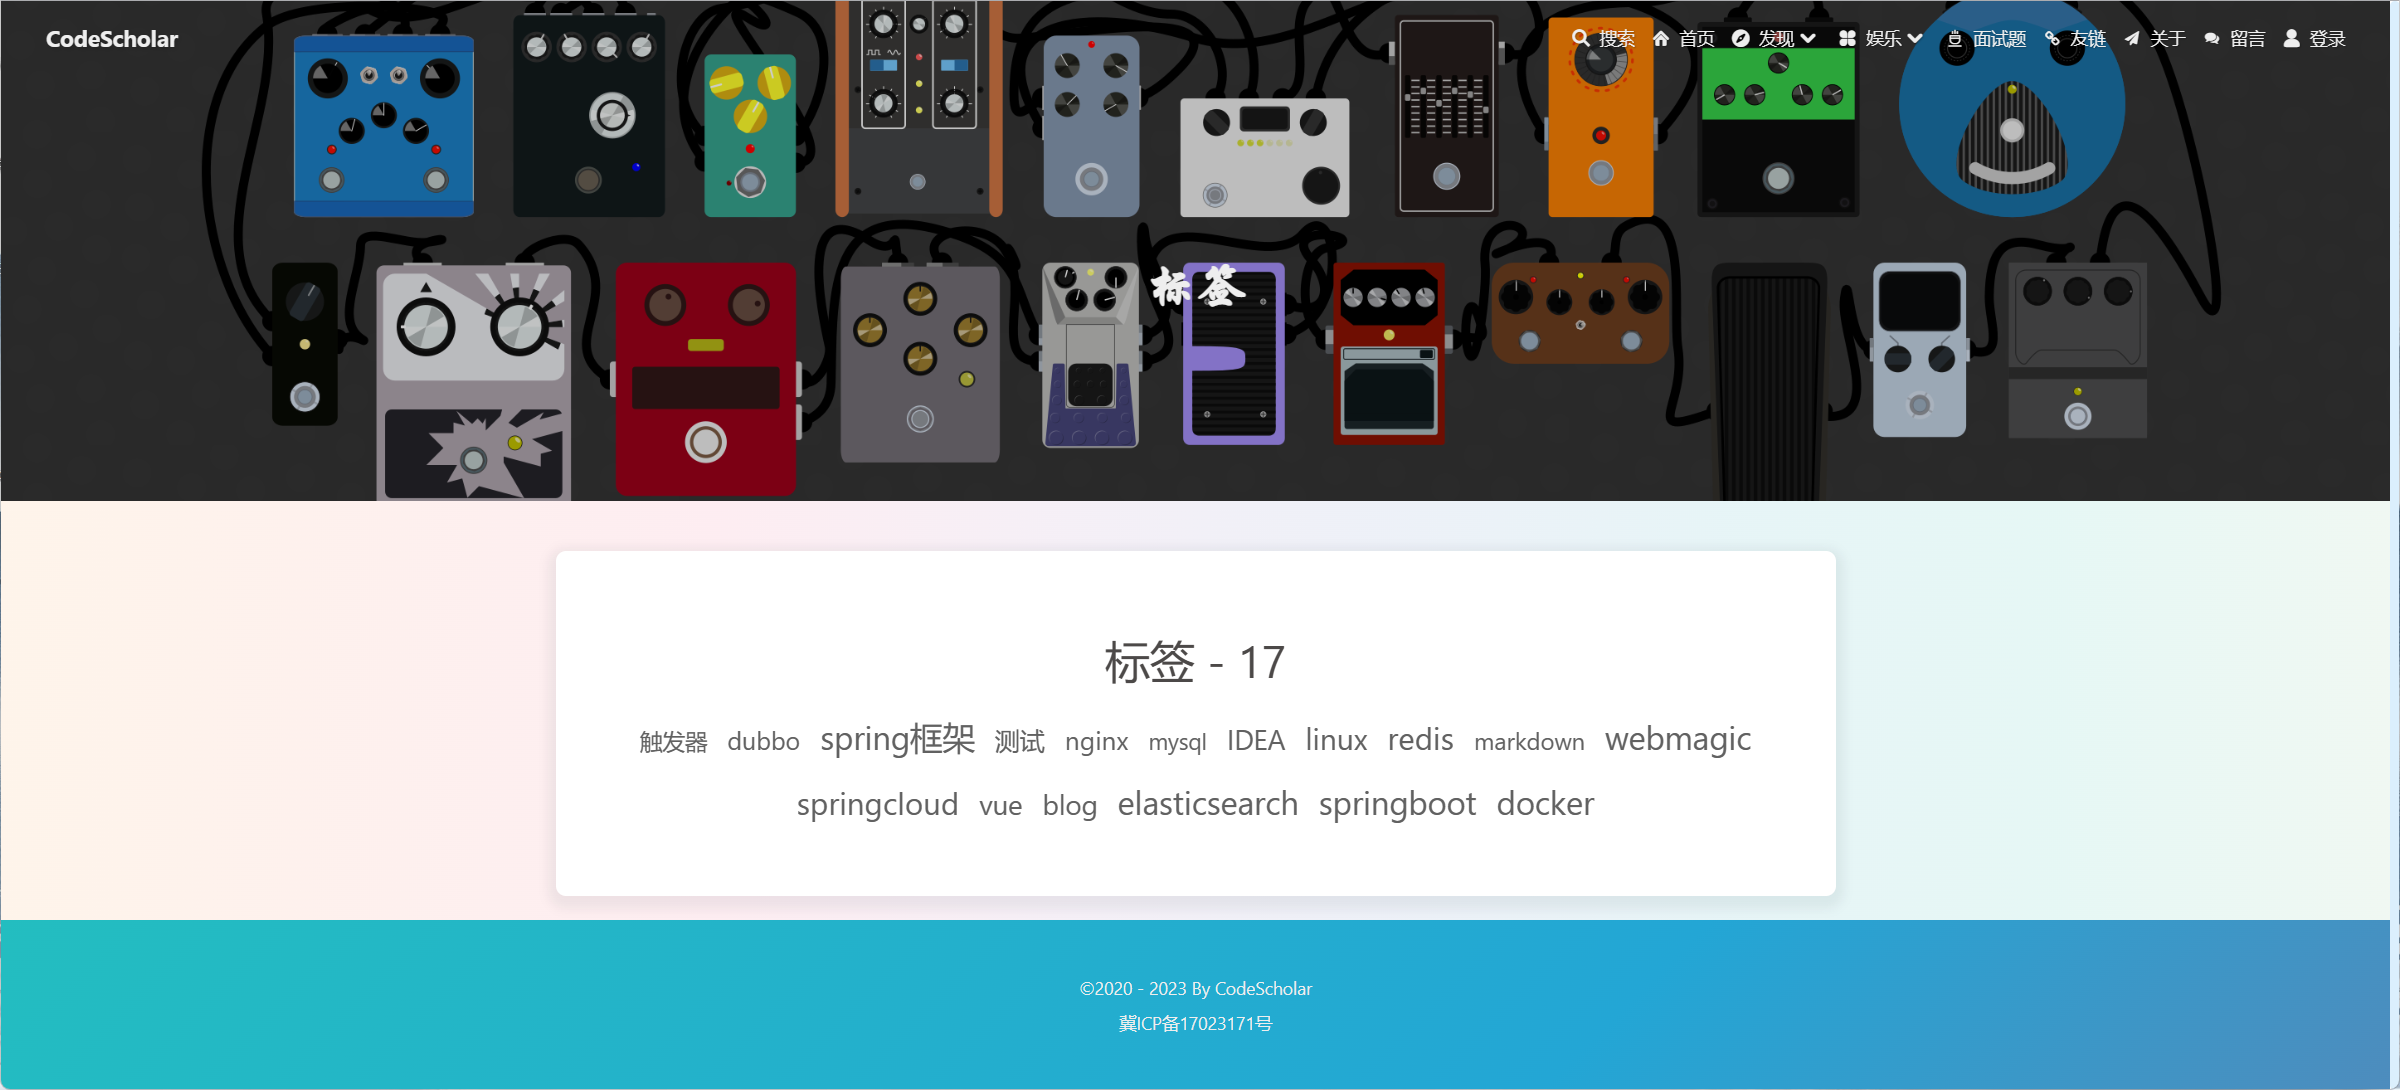 CodeScholar 搜索 首页 发现 娱乐 面试题 友链 关于 留言 登录
标签
标签 - 17
触发器 dubbo spring框架 测试 nginx mysql IDEA linux redis markdown webmagic
springcloud vue blog elasticsearch springboot docker
©2020 - 2023 By CodeScholar
冀ICP备17023171号